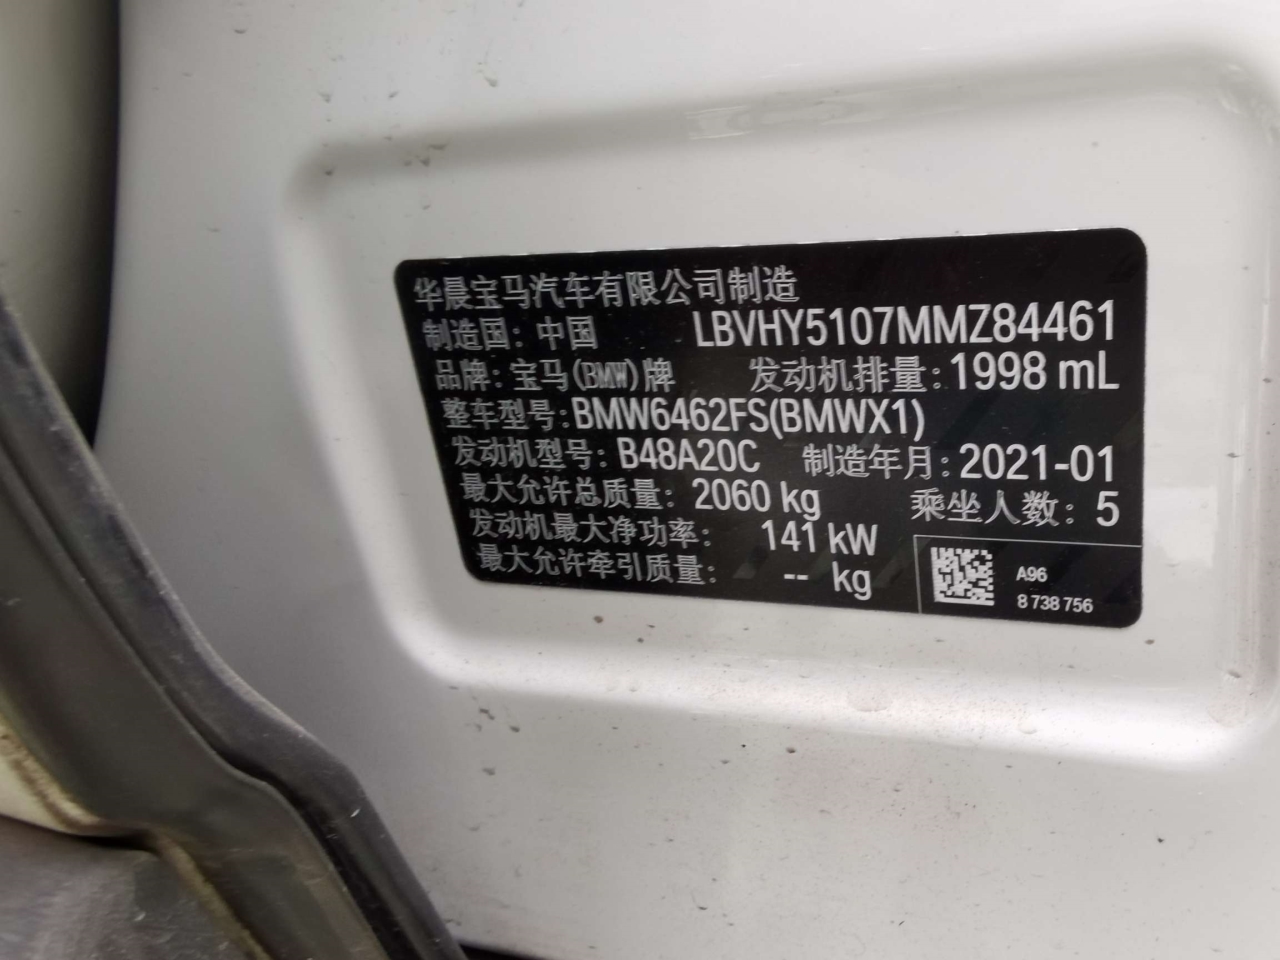 华晨宝马汽车有限公司制造
制造国: 中国 LBVHY5107MMZ84461
品牌: 宝马(BMW)牌 发动机排量: 1998 mL
整车型号: BMW6462FS(BMWX1)
发动机型号: B48A20C 制造年月: 2021-01
最大允许总质量: 2060 kg 乘坐人数: 5
发动机最大净功率: 141 kW
最大允许牵引质量: -- kg
A96
8 738 756